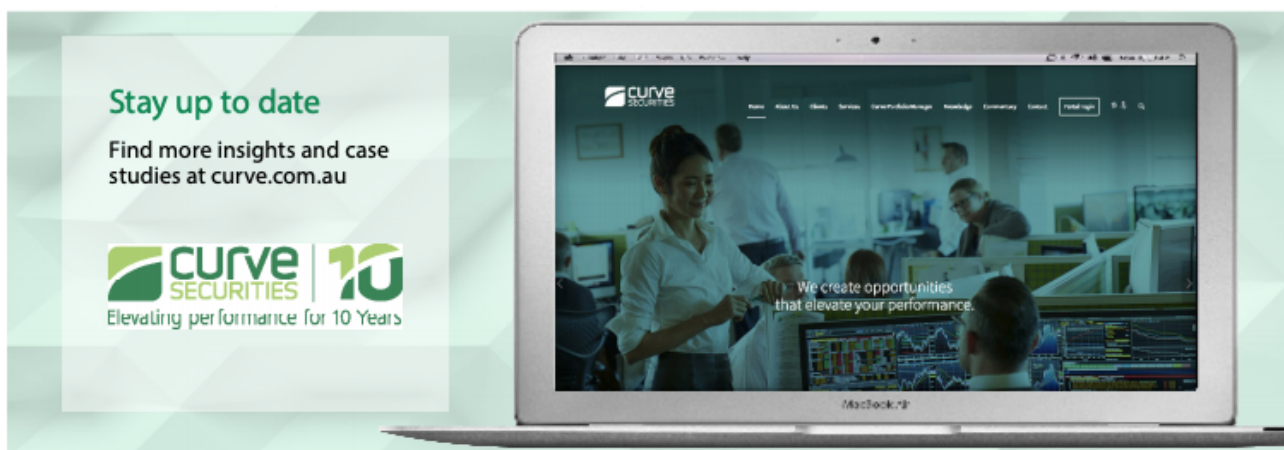 Stay up to date
Find more insights and case
studies at curve.com.au
curve
SECURITIES
10
Elevating performance for 10 Years
curve
SECURITIES
Home About Us Clients Services Curve PortfolioManager Knowledge Commentary Contact Portal Login
We create opportunities
that elevate your performance.
MacBook Air